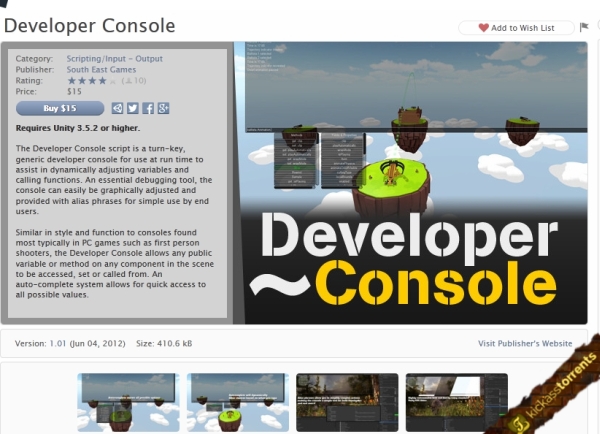 Developer Console
Add to Wish List
Category: Scripting/Input - Output
Publisher: South East Games
Rating: (10)
Price: $15
Buy $15
Requires Unity 3.5.2 or higher.
The Developer Console script is a turn-key,
generic developer console for use at run time to
assist in dynamically adjusting variables and
calling functions. An essential debugging tool, the
console can easily be graphically adjusted and
provided with alias phrases for simple use by end
users.
Similar in style and function to consoles found
most typically in PC games such as first person
shooters, the Developer Console allows any public
variable or method on any component in the scene
to be accessed, set or called from. An
auto-complete system allows for quick access to
all possible values.
Developer
~Console
Version: 1.01 (Jun 04, 2012) Size: 410.6 kB
Visit Publisher's Website
kickasstorrents